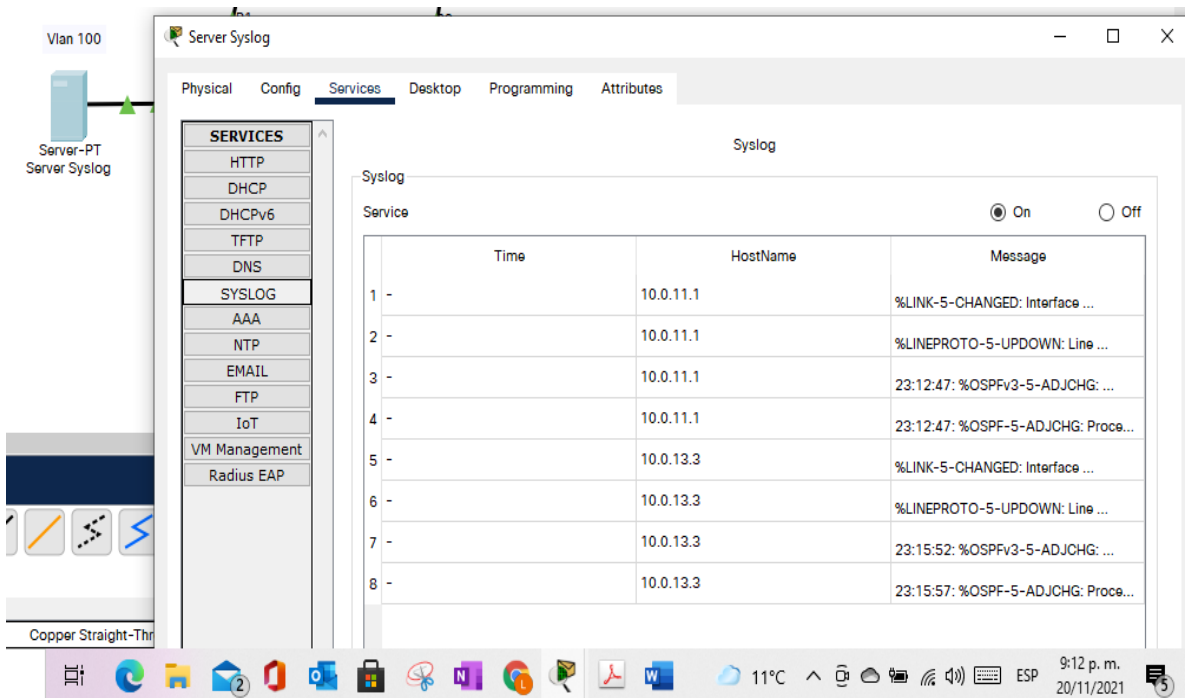 Vlan 100
Server-PT
Server Syslog
Server Syslog
Physical Config Services Desktop Programming Attributes
SERVICES
HTTP
DHCP
DHCPv6
TFTP
DNS
SYSLOG
AAA
NTP
EMAIL
FTP
IoT
VM Management
Radius EAP
Syslog
Syslog
Service On Off
Time HostName Message
1 - 10.0.11.1 %LINK-5-CHANGED: Interface ...
2 - 10.0.11.1 %LINEPROTO-5-UPDOWN: Line ...
3 - 10.0.11.1 23:12:47: %OSPFv3-5-ADJCHG: ...
4 - 10.0.11.1 23:12:47: %OSPF-5-ADJCHG: Proce...
5 - 10.0.13.3 %LINK-5-CHANGED: Interface ...
6 - 10.0.13.3 %LINEPROTO-5-UPDOWN: Line ...
7 - 10.0.13.3 23:15:52: %OSPFv3-5-ADJCHG: ...
8 - 10.0.13.3 23:15:57: %OSPF-5-ADJCHG: Proce...
Copper Straight-Thr
2
L
11°C
ESP
9:12 p. m.
20/11/2021
5